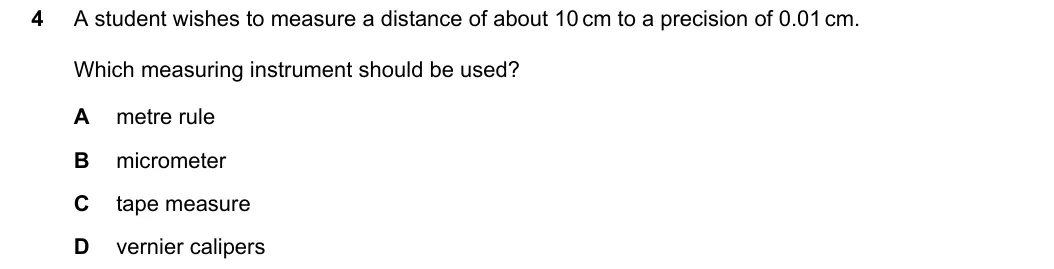 4 A student wishes to measure a distance of about 10 cm to a precision of 0.01 cm.
Which measuring instrument should be used?
A metre rule
B micrometer
C tape measure
D vernier calipers